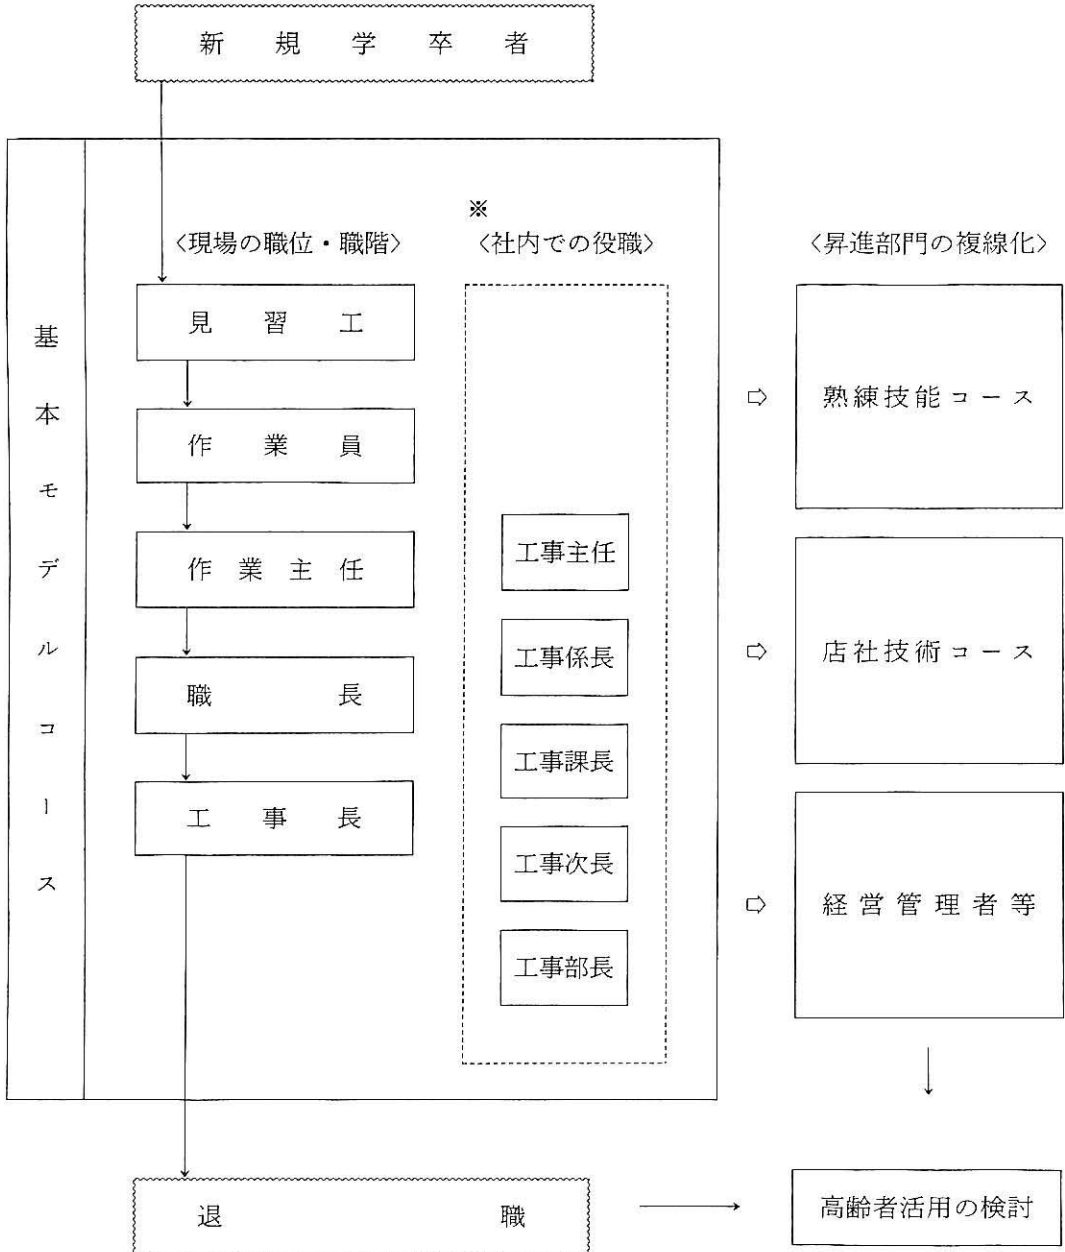 新規学卒者
※
〈現場の職位・職階〉
〈社内での役職〉
〈昇進部門の複線化〉
基本モデルコース
見習工
作業員
作業主任
職長
工事長
工事主任
工事係長
工事課長
工事次長
工事部長
熟練技能コース
店社技術コース
経営管理者等
退職
高齢者活用の検討